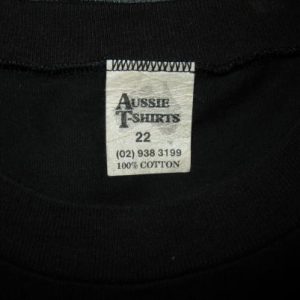 AUSSIE
T-SHIRTS
22
(02) 938 3199
100% COTTON